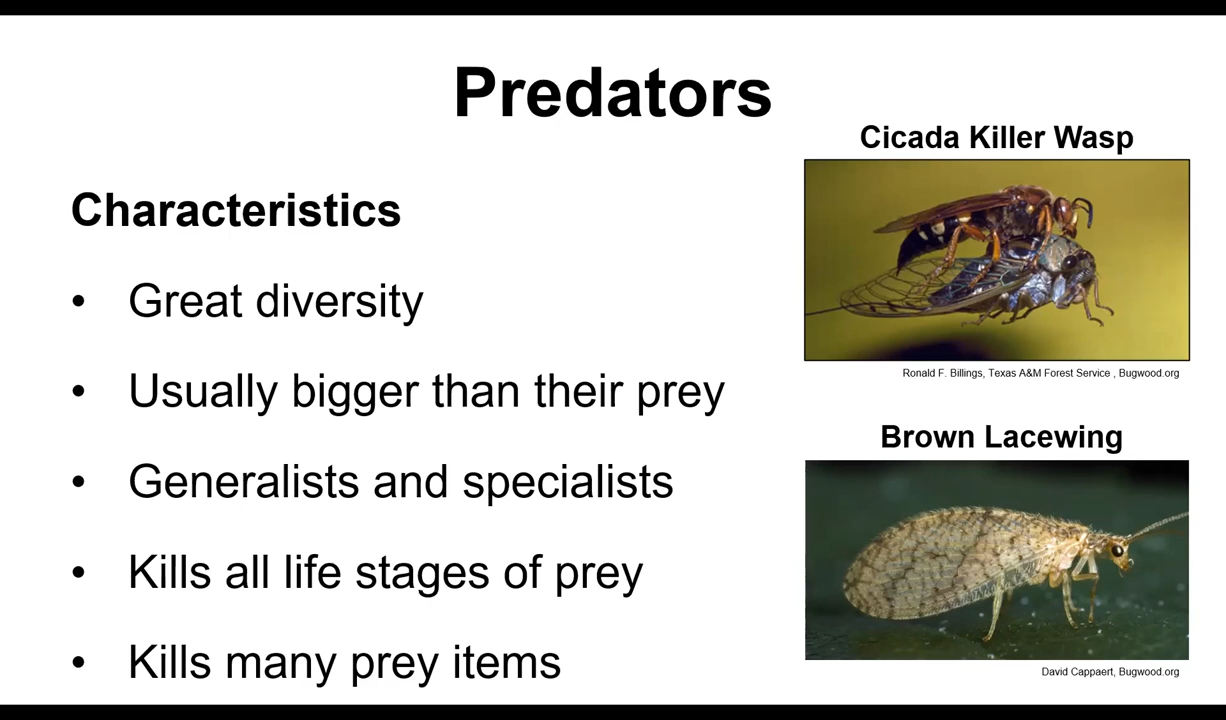 Predators
Characteristics
• Great diversity
• Usually bigger than their prey
• Generalists and specialists
• Kills all life stages of prey
• Kills many prey items
Cicada Killer Wasp
Ronald F. Billings, Texas A&M Forest Service , Bugwood.org
Brown Lacewing
David Cappaert, Bugwood.org